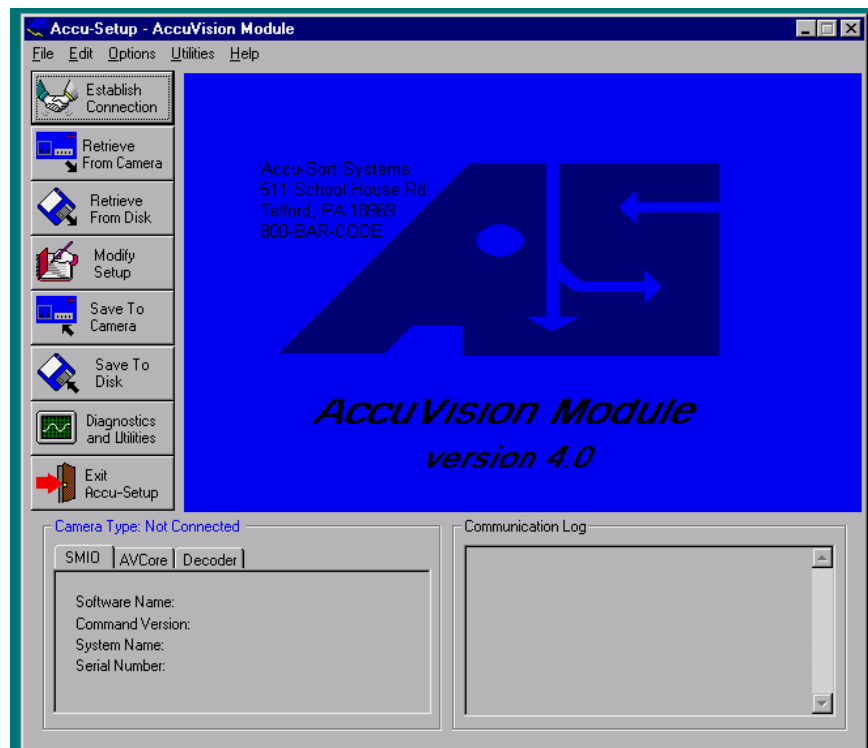 Accu-Setup - AccuVision Module
File Edit Options Utilities Help
Establish
Connection
Retrieve
From Camera
Retrieve
From Disk
Modify
Setup
Save To
Camera
Save To
Disk
Diagnostics
and Utilities
Exit
Accu-Setup
Accu-Sort Systems
511 School House Rd
Telford, PA 18969
800-BAR-CODE
AccuVision Module
version 4.0
Camera Type: Not Connected
SMIO AVCore Decoder
Software Name:
Command Version:
System Name:
Serial Number:
Communication Log